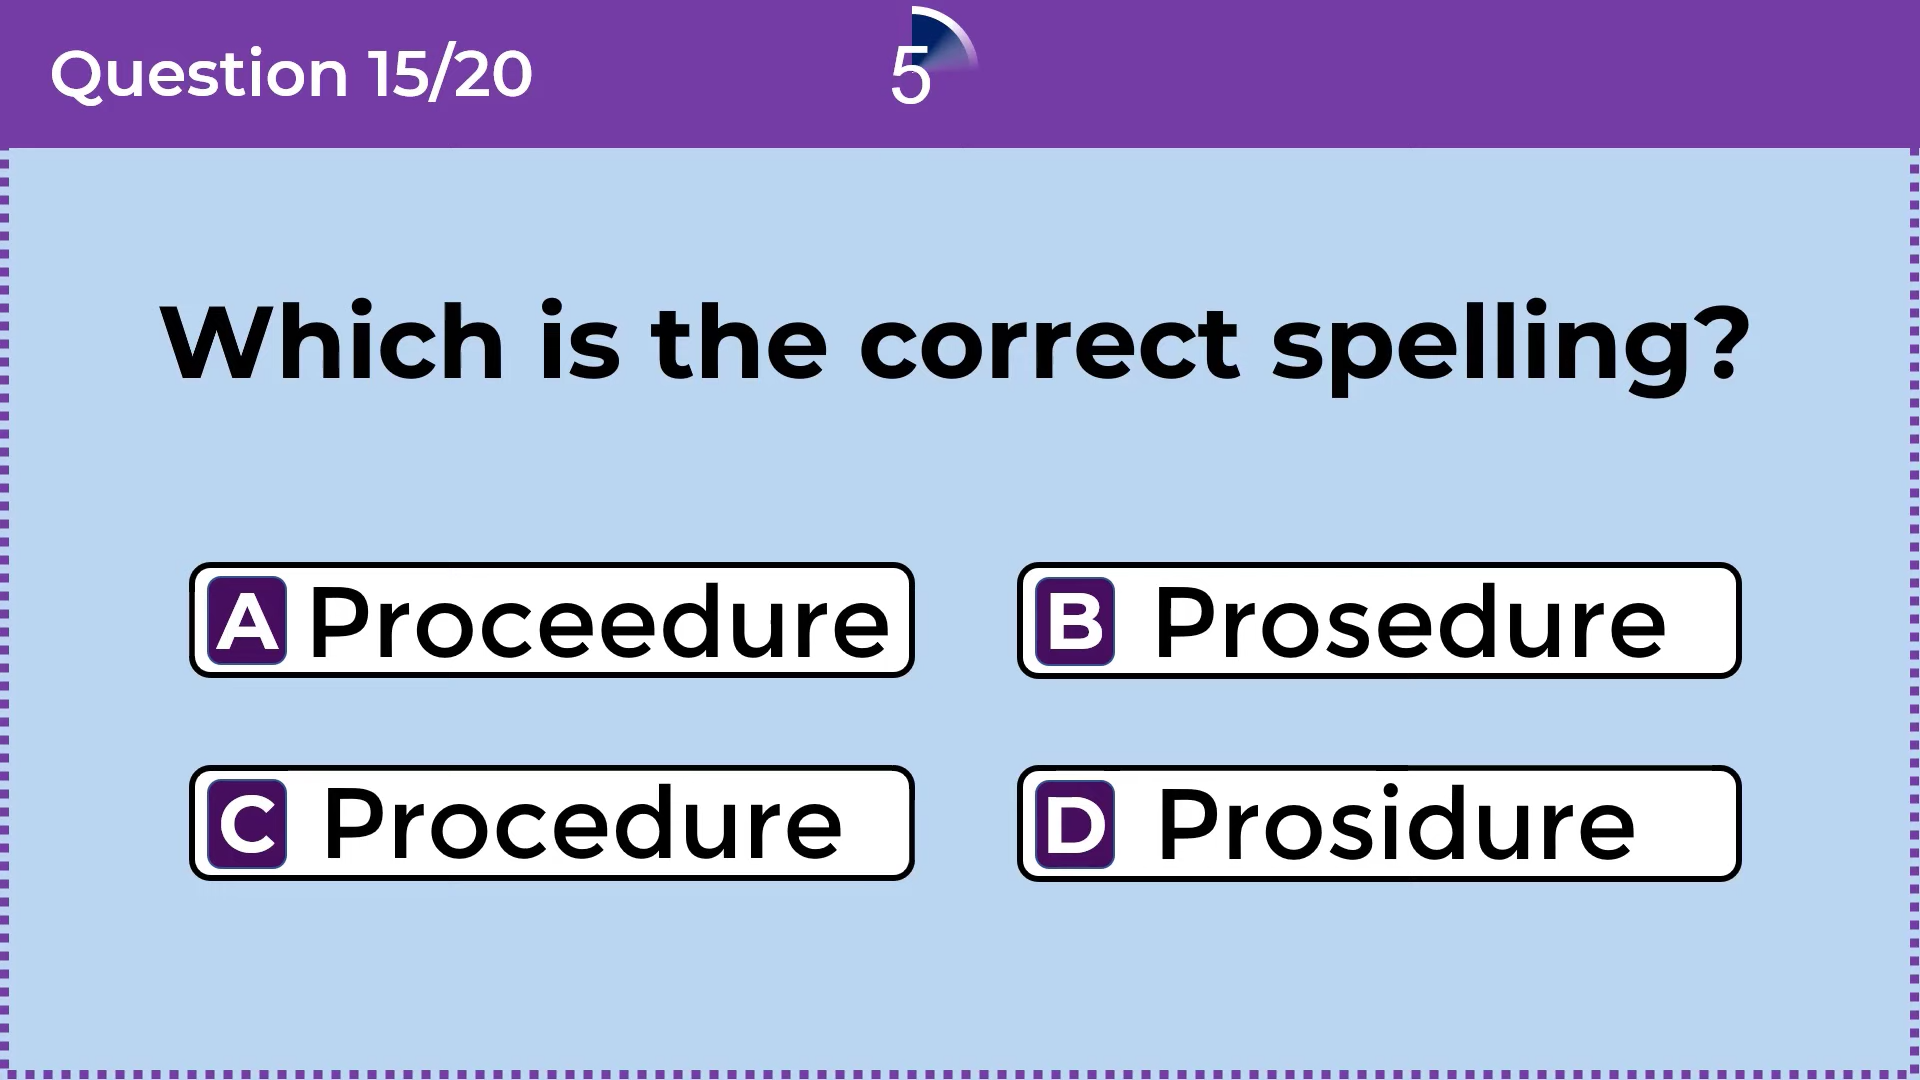 Question 15/20
5
Which is the correct spelling?
A Proceedure
B Prosedure
C Procedure
D Prosidure